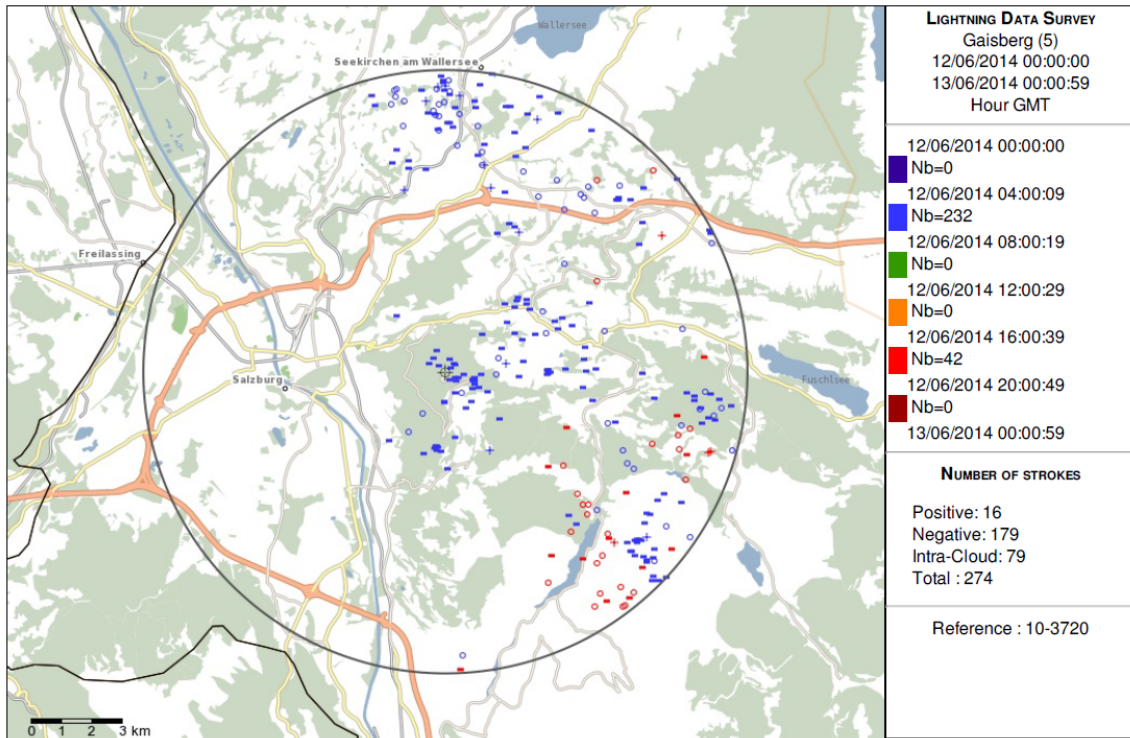 Wallersee
Seekirchen am Wallersee
Freilassing
Salzburg
Fuschlsee
0 1 2 3 km
LIGHTNING DATA SURVEY
Gaisberg (5)
12/06/2014 00:00:00
13/06/2014 00:00:59
Hour GMT
12/06/2014 00:00:00
Nb=0
12/06/2014 04:00:09
Nb=232
12/06/2014 08:00:19
Nb=0
12/06/2014 12:00:29
Nb=0
12/06/2014 16:00:39
Nb=42
12/06/2014 20:00:49
Nb=0
13/06/2014 00:00:59
NUMBER OF STROKES
Positive: 16
Negative: 179
Intra-Cloud: 79
Total : 274
Reference : 10-3720